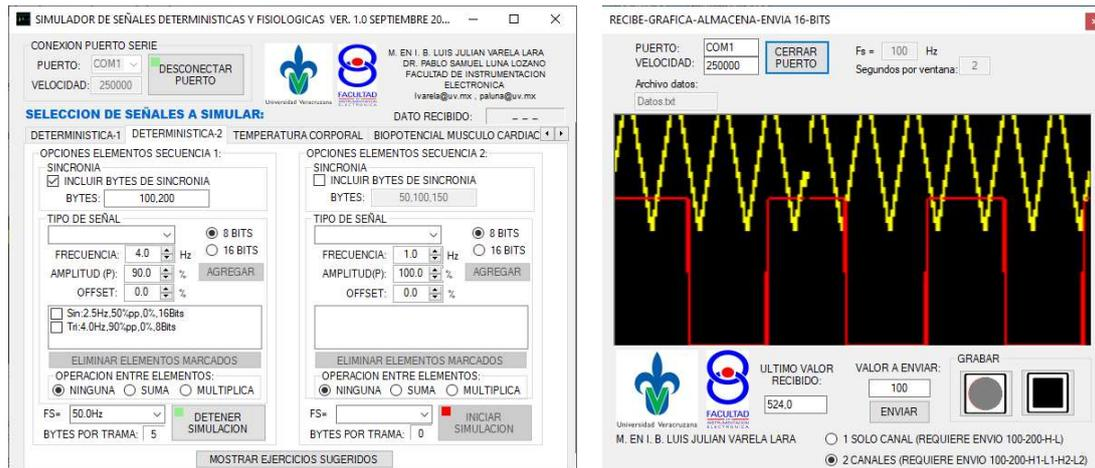 SIMULADOR DE SEÑALES DETERMINISTICAS Y FISIOLOGICAS VER. 1.0 SEPTIEMBRE 20...
CONEXION PUERTO SERIE
PUERTO: COM1
VELOCIDAD: 250000
DESCONECTAR
PUERTO
Universidad Veracruzana
FACULTAD
M. EN I. B. LUIS JULIAN VARELA LARA
DR. PABLO SAMUEL LUNA LOZANO
FACULTAD DE INSTRUMENTACION
ELECTRONICA
lvarela@uv.mx , paluna@uv.mx
SELECCION DE SEÑALES A SIMULAR:
DATO RECIBIDO: _ _ _
DETERMINISTICA-1 DETERMINISTICA-2 TEMPERATURA CORPORAL BIOPOTENCIAL MUSCULO CARDIAC
OPCIONES ELEMENTOS SECUENCIA 1:
SINCRONIA
INCLUIR BYTES DE SINCRONIA
BYTES: 100,200
TIPO DE SEÑAL
8 BITS
16 BITS
FRECUENCIA: 4.0 Hz
AMPLITUD(P): 90.0 %
AGREGAR
OFFSET: 0.0 %
Sin:2.5Hz,50%pp,0%,16Bits
Tri:4.0Hz,90%pp,0%,8Bits
ELIMINAR ELEMENTOS MARCADOS
OPERACION ENTRE ELEMENTOS:
NINGUNA SUMA MULTIPLICA
FS= 50.0Hz
BYTES POR TRAMA: 5
DETENER
SIMULACION
OPCIONES ELEMENTOS SECUENCIA 2:
SINCRONIA
INCLUIR BYTES DE SINCRONIA
BYTES: 50,100,150
TIPO DE SEÑAL
8 BITS
16 BITS
FRECUENCIA: 1.0 Hz
AMPLITUD(P): 100.0 %
AGREGAR
OFFSET: 0.0 %
ELIMINAR ELEMENTOS MARCADOS
OPERACION ENTRE ELEMENTOS:
NINGUNA SUMA MULTIPLICA
FS=
BYTES POR TRAMA: 0
INICIAR
SIMULACION
MOSTRAR EJERCICIOS SUGERIDOS
RECIBE-GRAFICA-ALMACENA-ENVIA 16-BITS
PUERTO: COM1
VELOCIDAD: 250000
CERRAR
PUERTO
Fs = 100 Hz
Segundos por ventana: 2
Archivo datos:
Datos.txt
Universidad Veracruzana
FACULTAD
ULTIMO VALOR
RECIBIDO:
524,0
VALOR A ENVIAR:
100
ENVIAR
GRABAR
M. EN I. B. LUIS JULIAN VARELA LARA
1 SOLO CANAL (REQUIERE ENVIO 100-200-H-L)
2 CANALES (REQUIERE ENVIO 100-200-H1-L1-H2-L2)